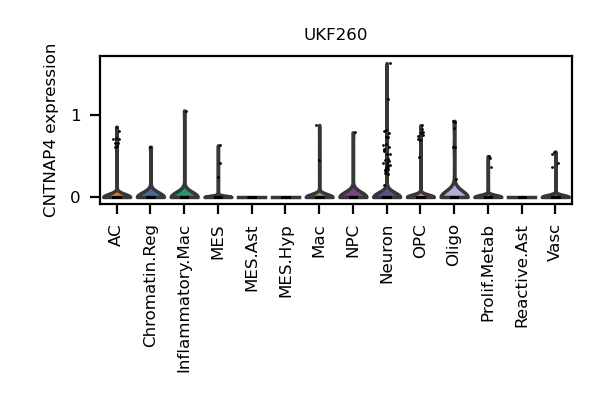 UKF260
CNTNAP4 expression
1
0
AC
Chromatin.Reg
Inflammatory.Mac
MES
MES.Ast
MES.Hyp
Mac
NPC
Neuron
OPC
Oligo
Prolif.Metab
Reactive.Ast
Vasc